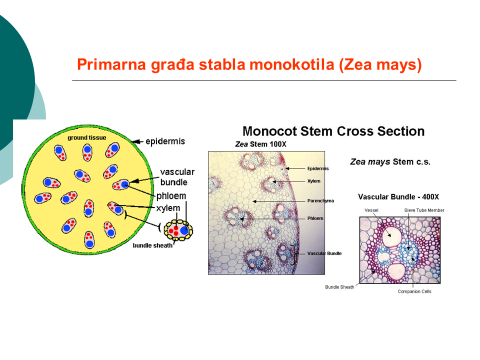 Primarna građa stabla monokotila (Zea mays)
ground tissue
epidermis
vascular
bundle
phloem
xylem
bundle sheath
Monocot Stem Cross Section
Zea Stem 100X
Epidermis
Xylem
Parenchyma
Phloem
Vascular Bundle
Zea mays Stem c.s.
Vascular Bundle - 400X
Vessel
Sieve Tube Member
Bundle Sheath
Companion Cells